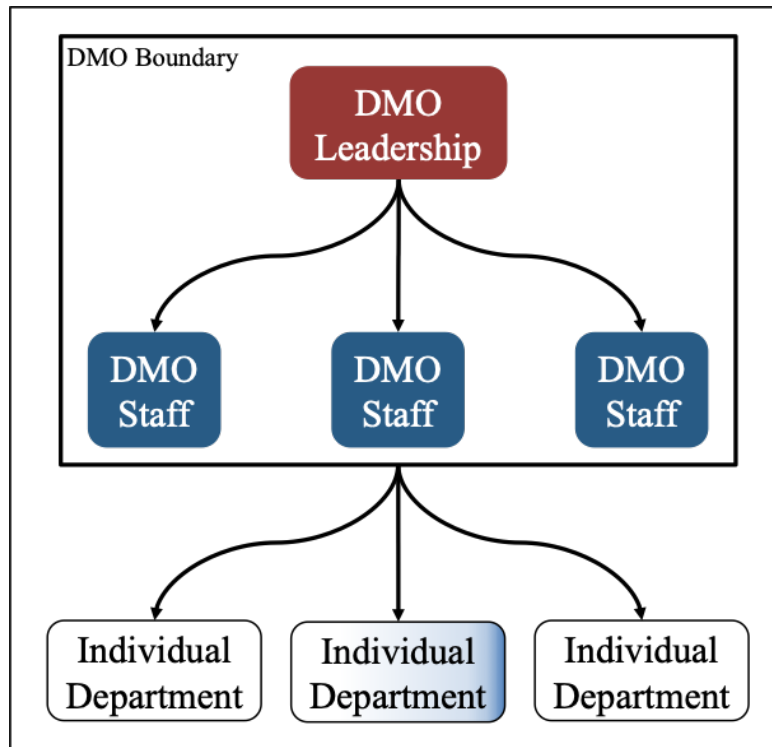 DMO Boundary
DMO
Leadership
DMO
Staff
DMO
Staff
DMO
Staff
Individual
Department
Individual
Department
Individual
Department